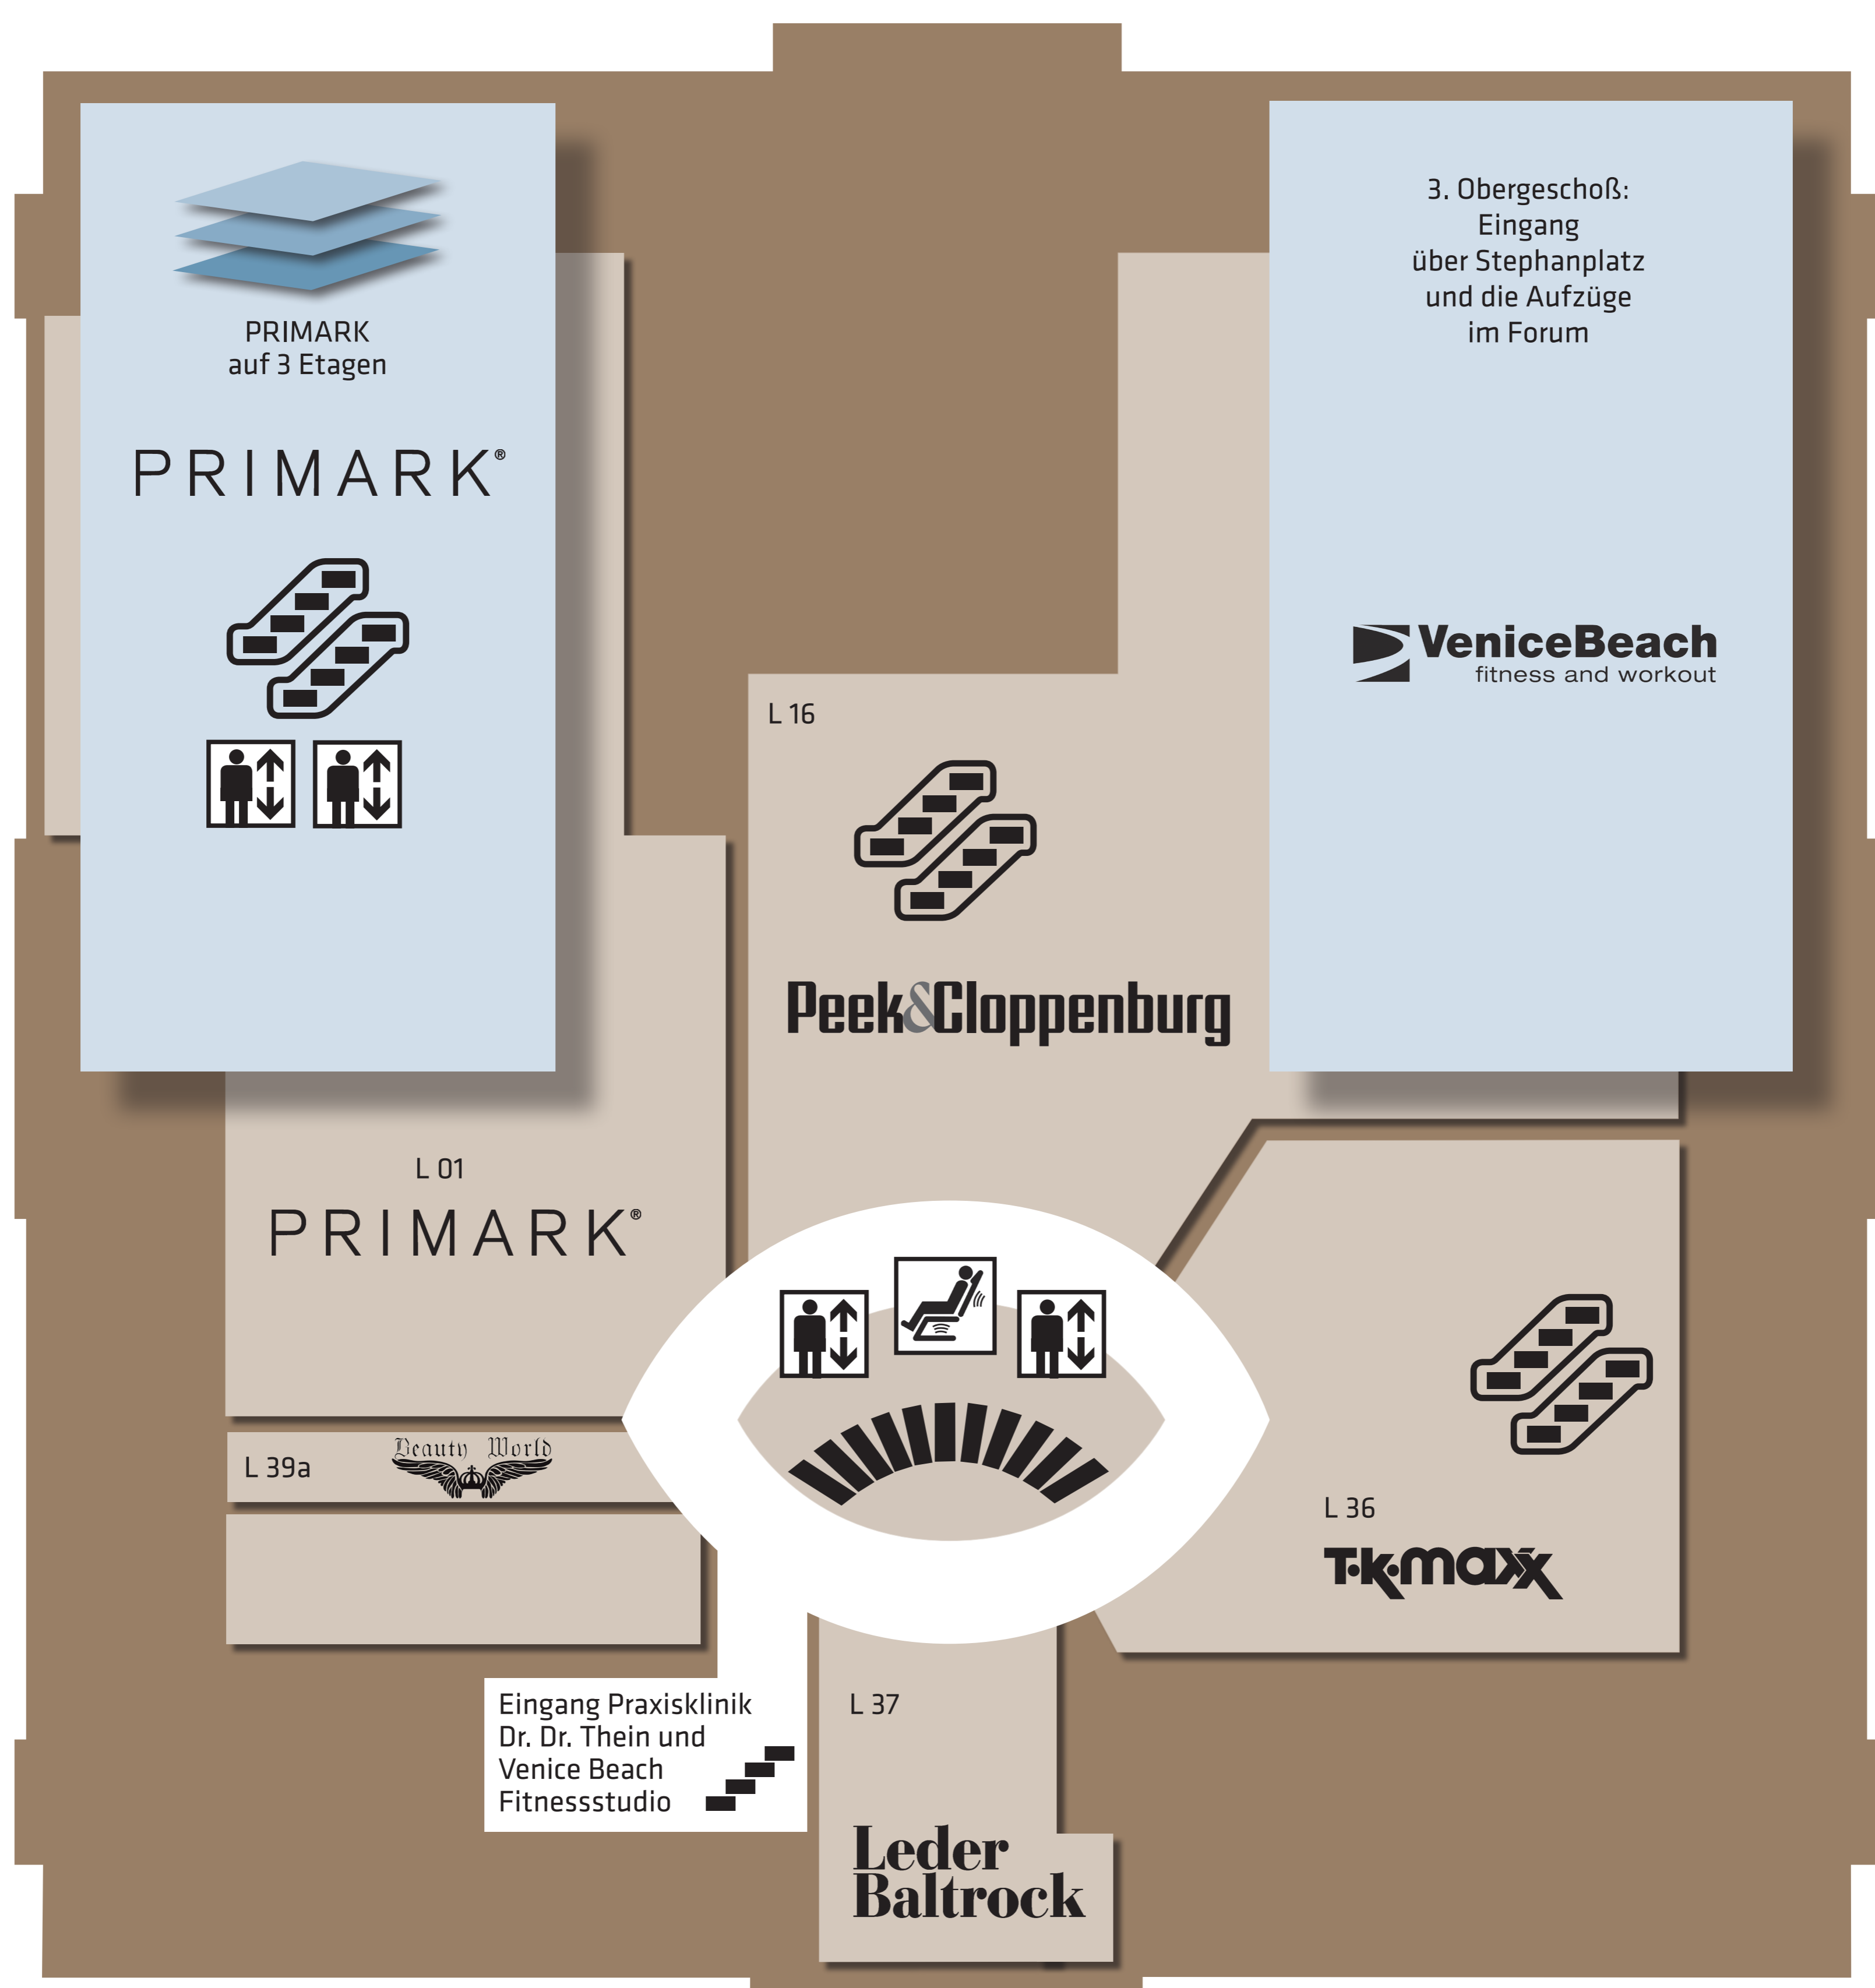 PRIMARK
auf 3 Etagen
PRIMARK®
3. Obergeschoß:
Eingang
über Stephanplatz
und die Aufzüge
im Forum
VeniceBeach
fitness and workout
L 16
Peek&Cloppenburg
L 01
PRIMARK®
L 39a
Beauty World
L 36
T·K·maxx
Eingang Praxisklinik
Dr. Dr. Thein und
Venice Beach
Fitnessstudio
L 37
Leder
Baltrock